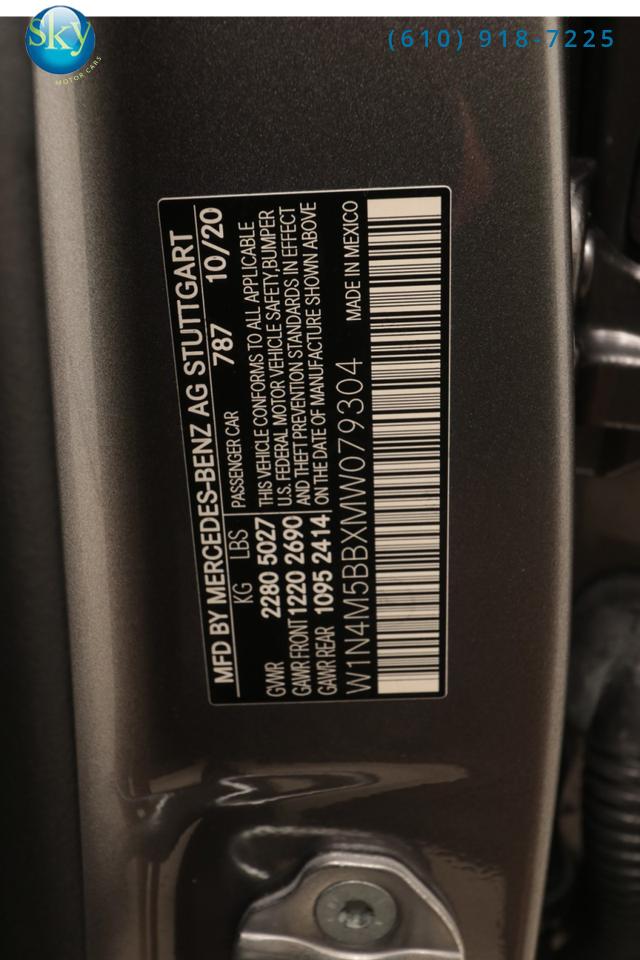 Sky
MOTOR CARS
(610) 918-7225
MFD BY MERCEDES-BENZ AG STUTTGART
787 10/20
KG LBS
PASSENGER CAR
GVWR 2280 5027
GAWR FRONT 1220 2690
GAWR REAR 1095 2414
THIS VEHICLE CONFORMS TO ALL APPLICABLE
U.S. FEDERAL MOTOR VEHICLE SAFETY,BUMPER
AND THEFT PREVENTION STANDARDS IN EFFECT
ON THE DATE OF MANUFACTURE SHOWN ABOVE
W1N4M5BBXMW079304
MADE IN MEXICO